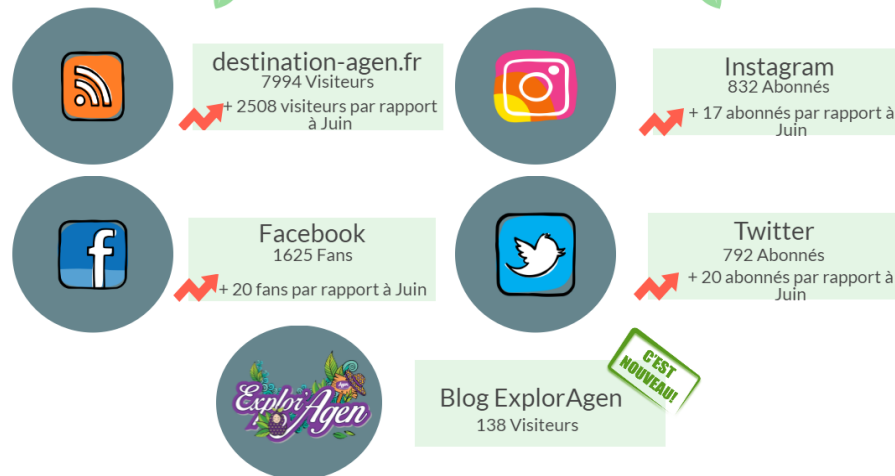 destination-agen.fr
7994 Visiteurs
+ 2508 visiteurs par rapport
à Juin
Instagram
832 Abonnés
+ 17 abonnés par rapport à
Juin
Facebook
1625 Fans
+ 20 fans par rapport à Juin
Twitter
792 Abonnés
+ 20 abonnés par rapport à
Juin
Explor'Agen
Blog ExplorAgen
138 Visiteurs
C'EST
NOUVEAU!